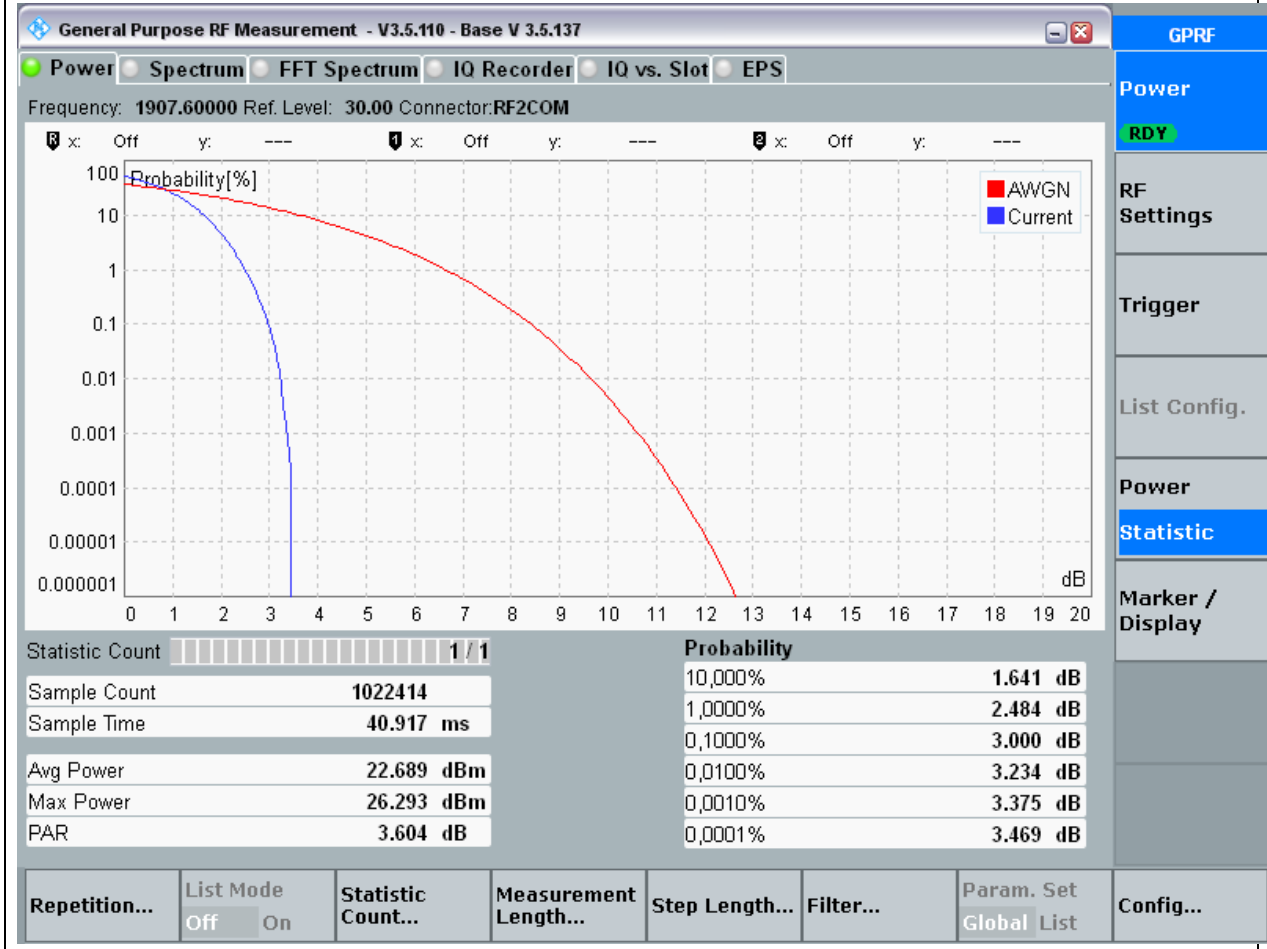 General Purpose RF Measurement - V3.5.110 - Base V 3.5.137
GPRF
Power Spectrum FFT Spectrum IQ Recorder IQ vs. Slot EPS
Power
RDY
Frequency: 1907.60000 Ref. Level: 30.00 Connector:RF2COM
R x: Off y: --- 1 x: Off y: --- 2 x: Off y: ---
Probability[%]
AWGN
Current
100
10
1
0.1
0.01
0.001
0.0001
0.00001
0.000001
dB
0 1 2 3 4 5 6 7 8 9 10 11 12 13 14 15 16 17 18 19 20
RF Settings
Trigger
List Config.
Power
Statistic
Marker / Display
Statistic Count 1 / 1
Sample Count 1022414
Sample Time 40.917 ms
Avg Power 22.689 dBm
Max Power 26.293 dBm
PAR 3.604 dB
Probability
10,000% 1.641 dB
1,0000% 2.484 dB
0,1000% 3.000 dB
0,0100% 3.234 dB
0,0010% 3.375 dB
0,0001% 3.469 dB
Repetition...
List Mode
Off On
Statistic Count...
Measurement Length...
Step Length...
Filter...
Param. Set
Global List
Config...